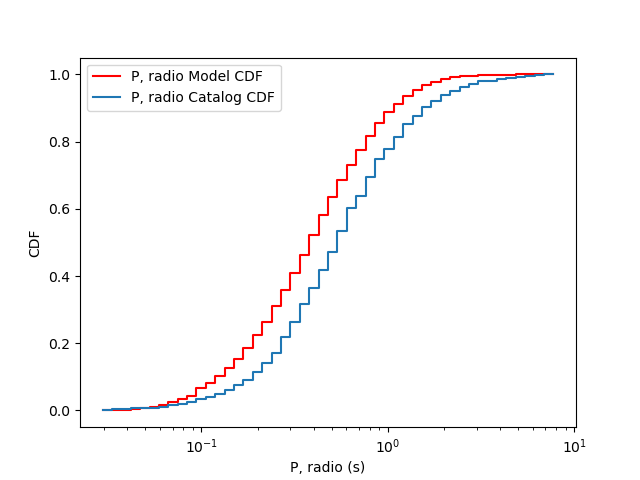 P, radio Model CDF
P, radio Catalog CDF
1.0
0.8
0.6
0.4
0.2
0.0
CDF
10⁻¹ 10⁰ 10¹
P, radio (s)